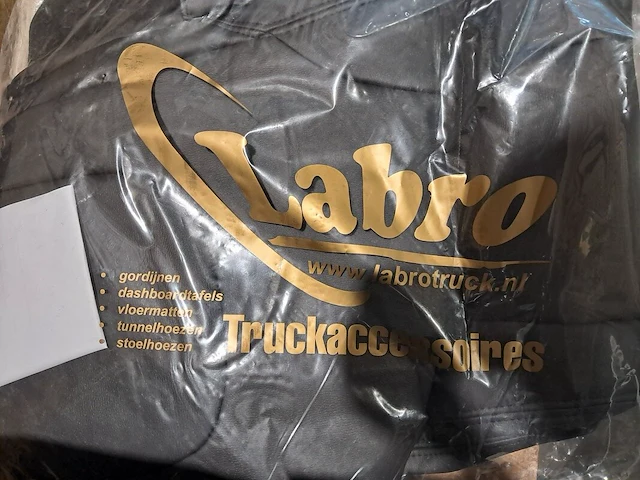 Labro
www.labrotruck.nl
Truckaccessoires
• gordijnen
• dashboardtafels
• vloermatten
• tunnelhoezen
• stoelhoezen